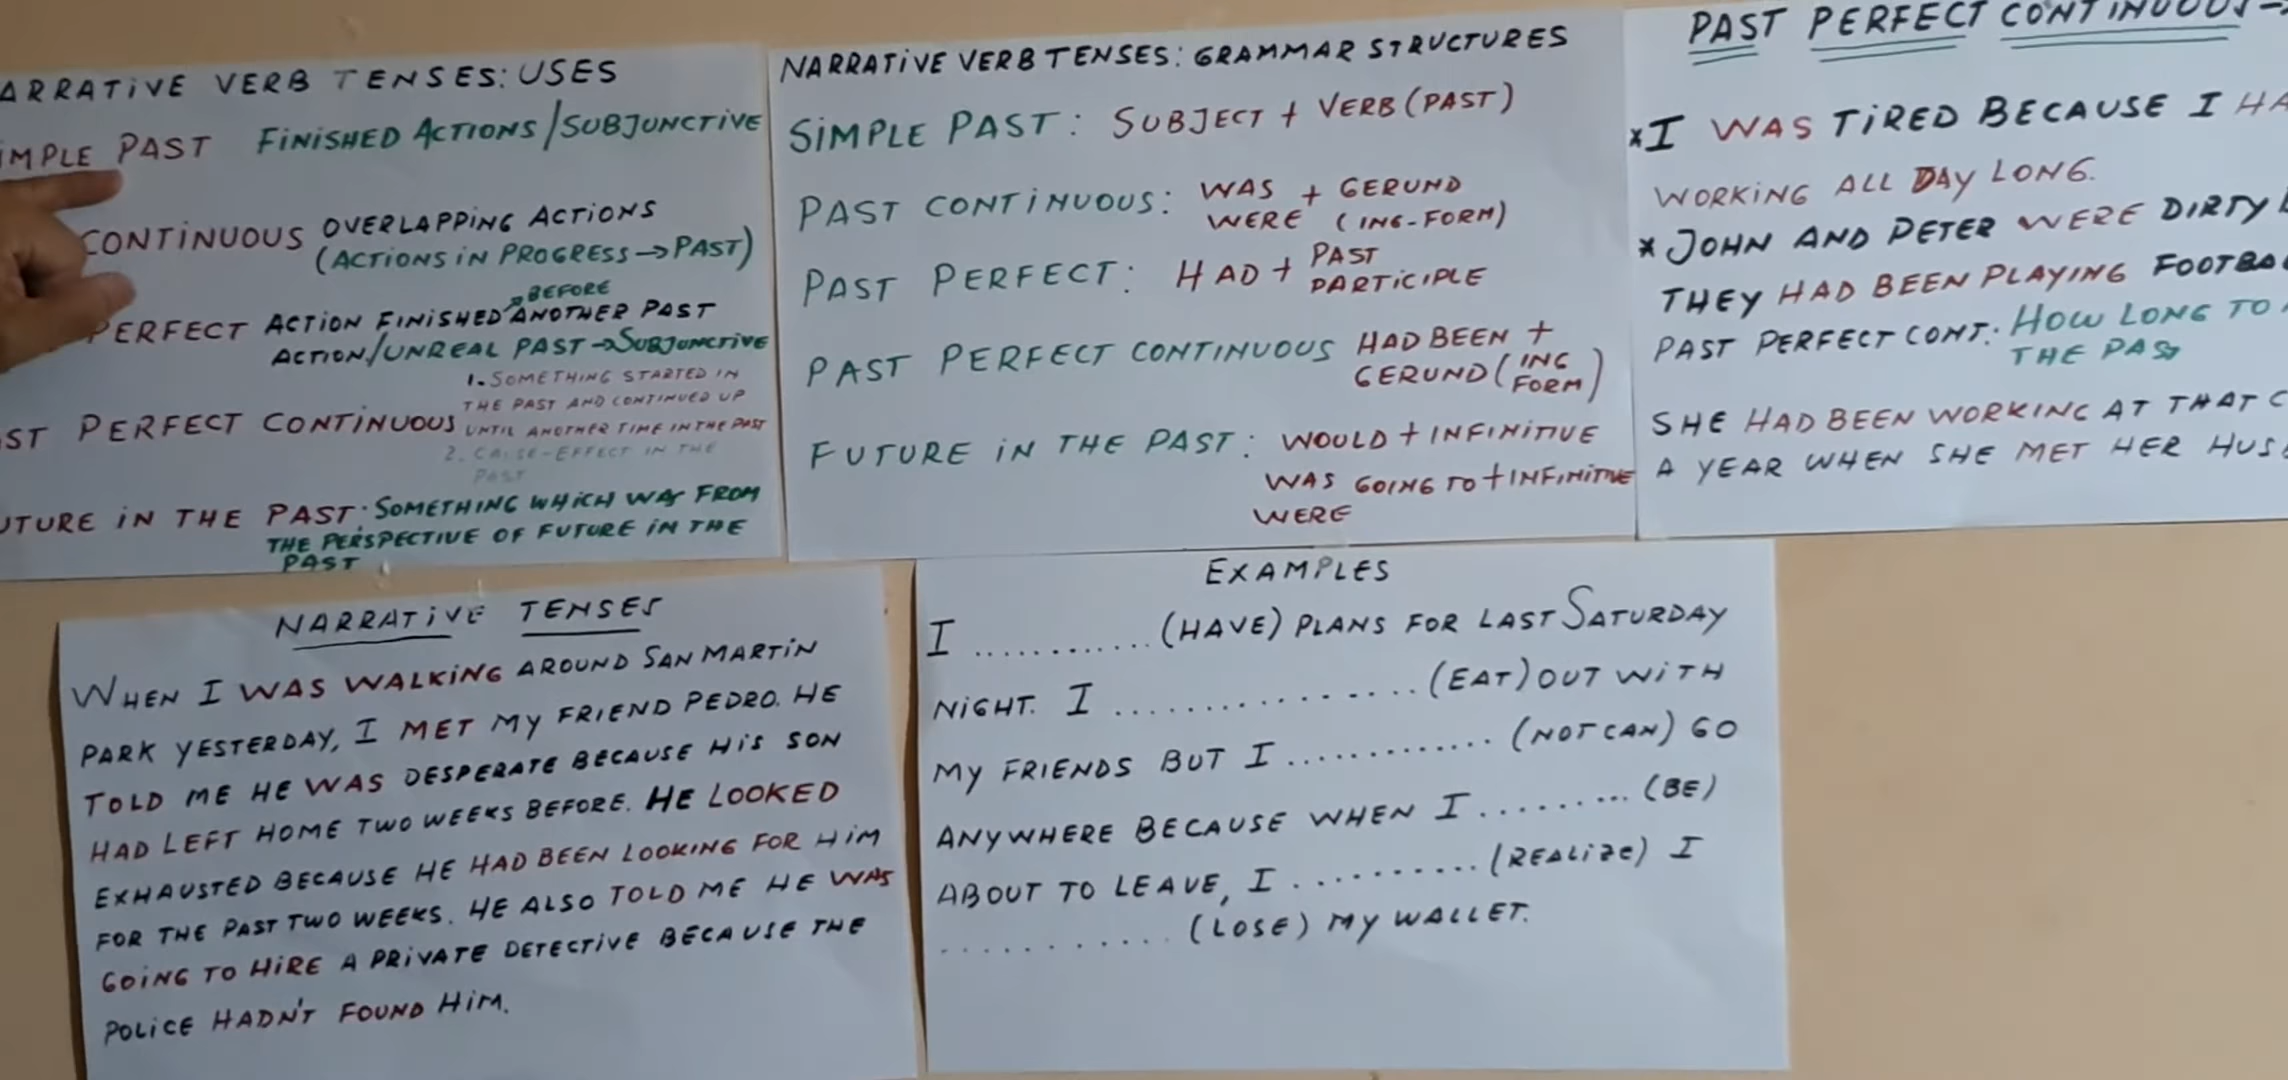 ARRATIVE VERB TENSES: USES
IMPLE PAST FINISHED ACTIONS/SUBJUNCTIVE
CONTINUOUS OVERLAPPING ACTIONS
(ACTIONS IN PROGRESS→PAST)
BEFORE
PERFECT ACTION FINISHED ANOTHER PAST
ACTION/UNREAL PAST→SUBJUNCTIVE
1. SOMETHING STARTED IN
THE PAST AND CONTINUED UP
ST PERFECT CONTINUOUS UNTIL ANOTHER TIME IN THE PAST
2. CAUSE-EFFECT IN THE
PAST
UTURE IN THE PAST: SOMETHING WHICH WAS FROM
THE PERSPECTIVE OF FUTURE IN THE
PAST
NARRATIVE VERB TENSES: GRAMMAR STRUCTURES
SIMPLE PAST: SUBJECT + VERB (PAST)
PAST CONTINUOUS: WAS + GERUND
WERE (ING-FORM)
PAST PERFECT: HAD + PAST
PARTICIPLE
PAST PERFECT CONTINUOUS HAD BEEN +
GERUND (ING
FORM)
FUTURE IN THE PAST: WOULD + INFINITIVE
WAS GOING TO + INFINITIVE
WERE
PAST PERFECT CONTINUOUS→
*I WAS TIRED BECAUSE I HA
WORKING ALL DAY LONG.
* JOHN AND PETER WERE DIRTY
THEY HAD BEEN PLAYING FOOTBA
PAST PERFECT CONT: HOW LONG TO
THE PAST
SHE HAD BEEN WORKING AT THAT C
A YEAR WHEN SHE MET HER HUS
NARRATIVE TENSES
WHEN I WAS WALKING AROUND SAN MARTIN
PARK YESTERDAY, I MET MY FRIEND PEDRO. HE
TOLD ME HE WAS DESPERATE BECAUSE HIS SON
HAD LEFT HOME TWO WEEKS BEFORE. HE LOOKED
EXHAUSTED BECAUSE HE HAD BEEN LOOKING FOR HIM
FOR THE PAST TWO WEEKS. HE ALSO TOLD ME HE WAS
GOING TO HIRE A PRIVATE DETECTIVE BECAUSE THE
POLICE HADN'T FOUND HIM.
EXAMPLES
I ............ (HAVE) PLANS FOR LAST SATURDAY
NIGHT. I ................ (EAT) OUT WITH
MY FRIENDS BUT I ............ (NOT CAN) GO
ANYWHERE BECAUSE WHEN I ......... (BE)
ABOUT TO LEAVE, I .......... (REALIZE) I
............ (LOSE) MY WALLET.